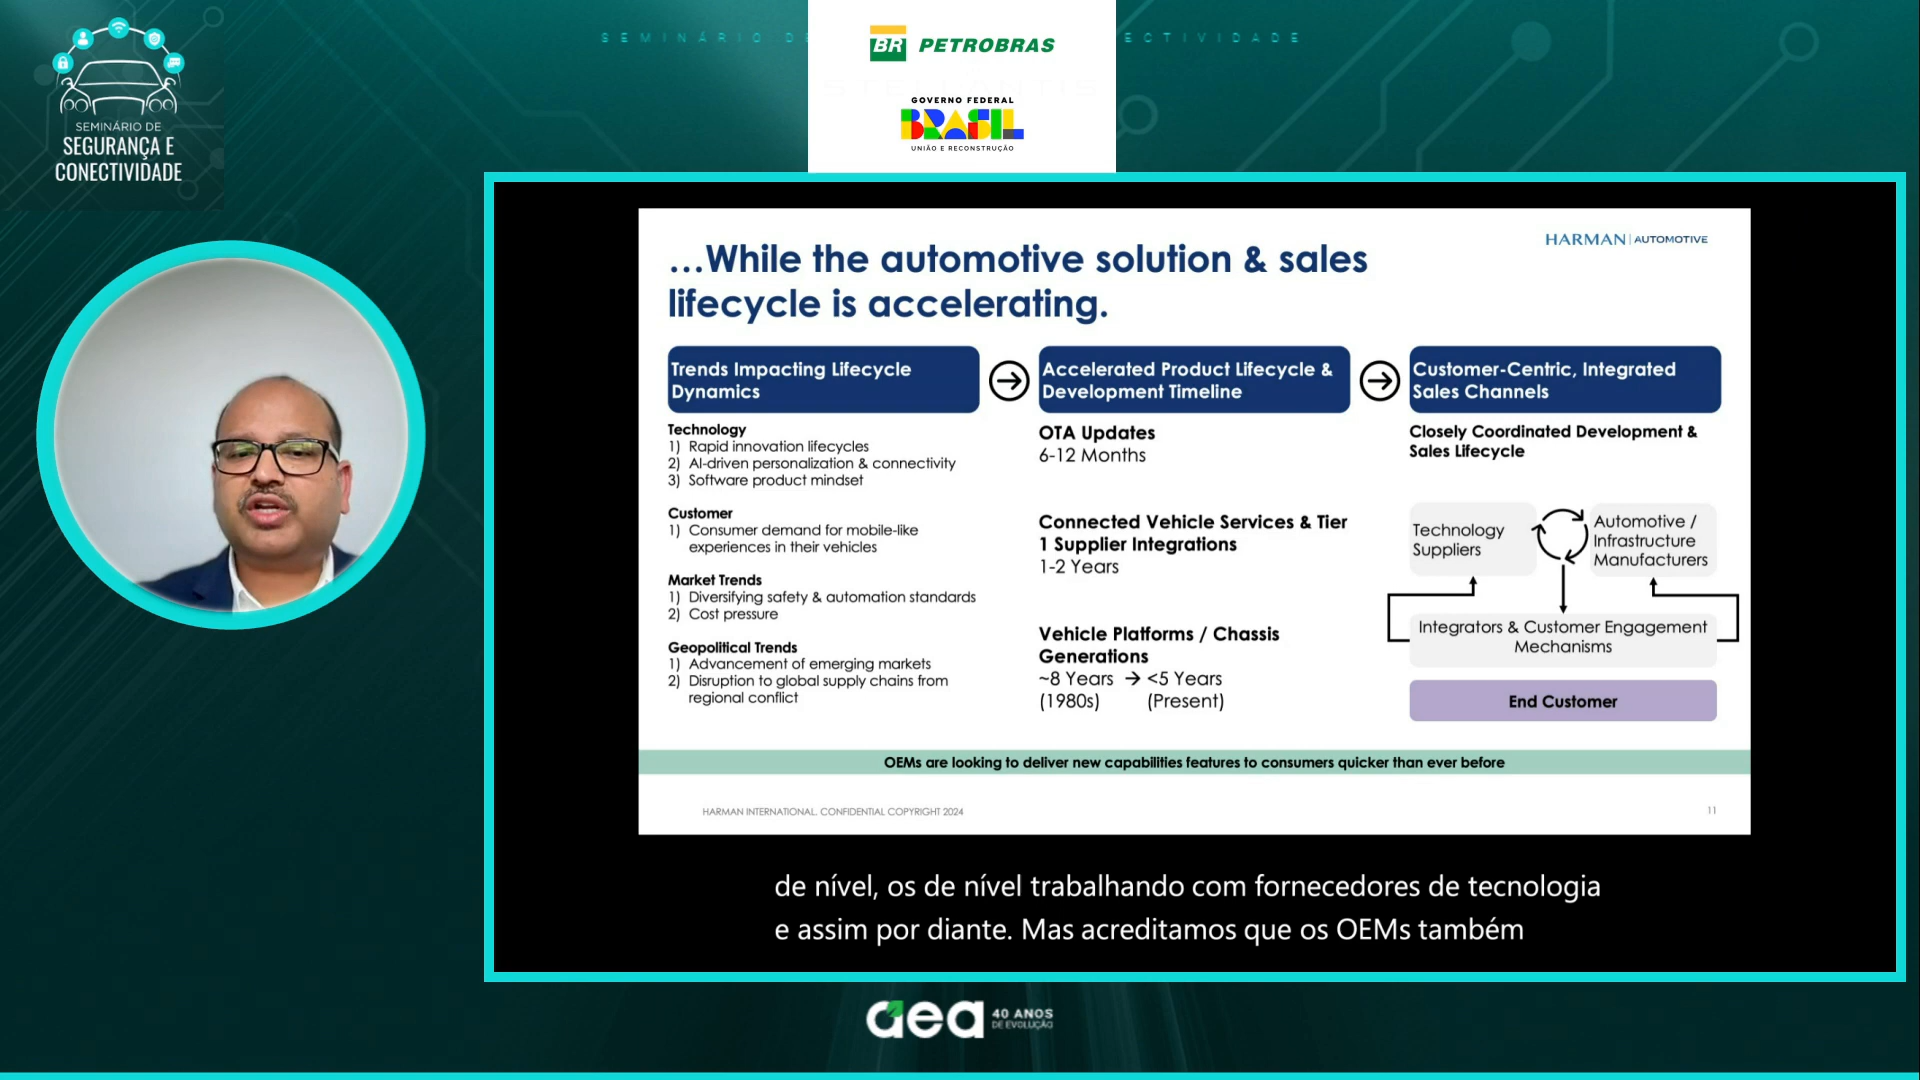 SEMINÁRIO DE
ECTIVIDADE
BR PETROBRAS
GOVERNO FEDERAL
BRASIL
UNIÃO E RECONSTRUÇÃO
SEMINÁRIO DE
SEGURANÇA E
CONECTIVIDADE
HARMAN | AUTOMOTIVE
...While the automotive solution & sales
lifecycle is accelerating.
Trends Impacting Lifecycle
Dynamics
Technology
1) Rapid innovation lifecycles
2) AI-driven personalization & connectivity
3) Software product mindset
Customer
1) Consumer demand for mobile-like
experiences in their vehicles
Market Trends
1) Diversifying safety & automation standards
2) Cost pressure
Geopolitical Trends
1) Advancement of emerging markets
2) Disruption to global supply chains from
regional conflict
Accelerated Product Lifecycle &
Development Timeline
OTA Updates
6-12 Months
Connected Vehicle Services & Tier
1 Supplier Integrations
1-2 Years
Vehicle Platforms / Chassis
Generations
~8 Years → <5 Years
(1980s) (Present)
Customer-Centric, Integrated
Sales Channels
Closely Coordinated Development &
Sales Lifecycle
Technology
Suppliers
Automotive /
Infrastructure
Manufacturers
Integrators & Customer Engagement
Mechanisms
End Customer
OEMs are looking to deliver new capabilities features to consumers quicker than ever before
HARMAN INTERNATIONAL. CONFIDENTIAL COPYRIGHT 2024
11
de nível, os de nível trabalhando com fornecedores de tecnologia
e assim por diante. Mas acreditamos que os OEMs também
aea 40 ANOS
DE EVOLUÇÃO